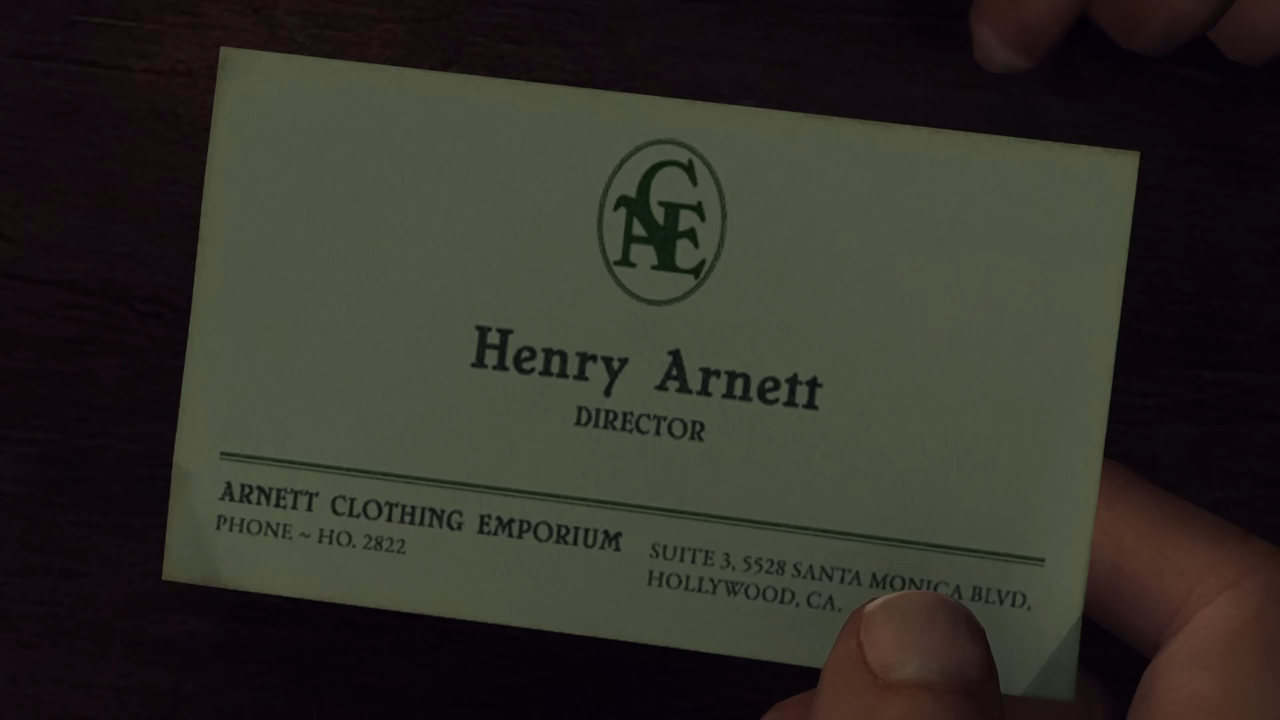 ACE
Henry Arnett
DIRECTOR
ARNETT CLOTHING EMPORIUM
PHONE ~ HO. 2822
SUITE 3, 5528 SANTA MONICA BLVD,
HOLLYWOOD, CA.